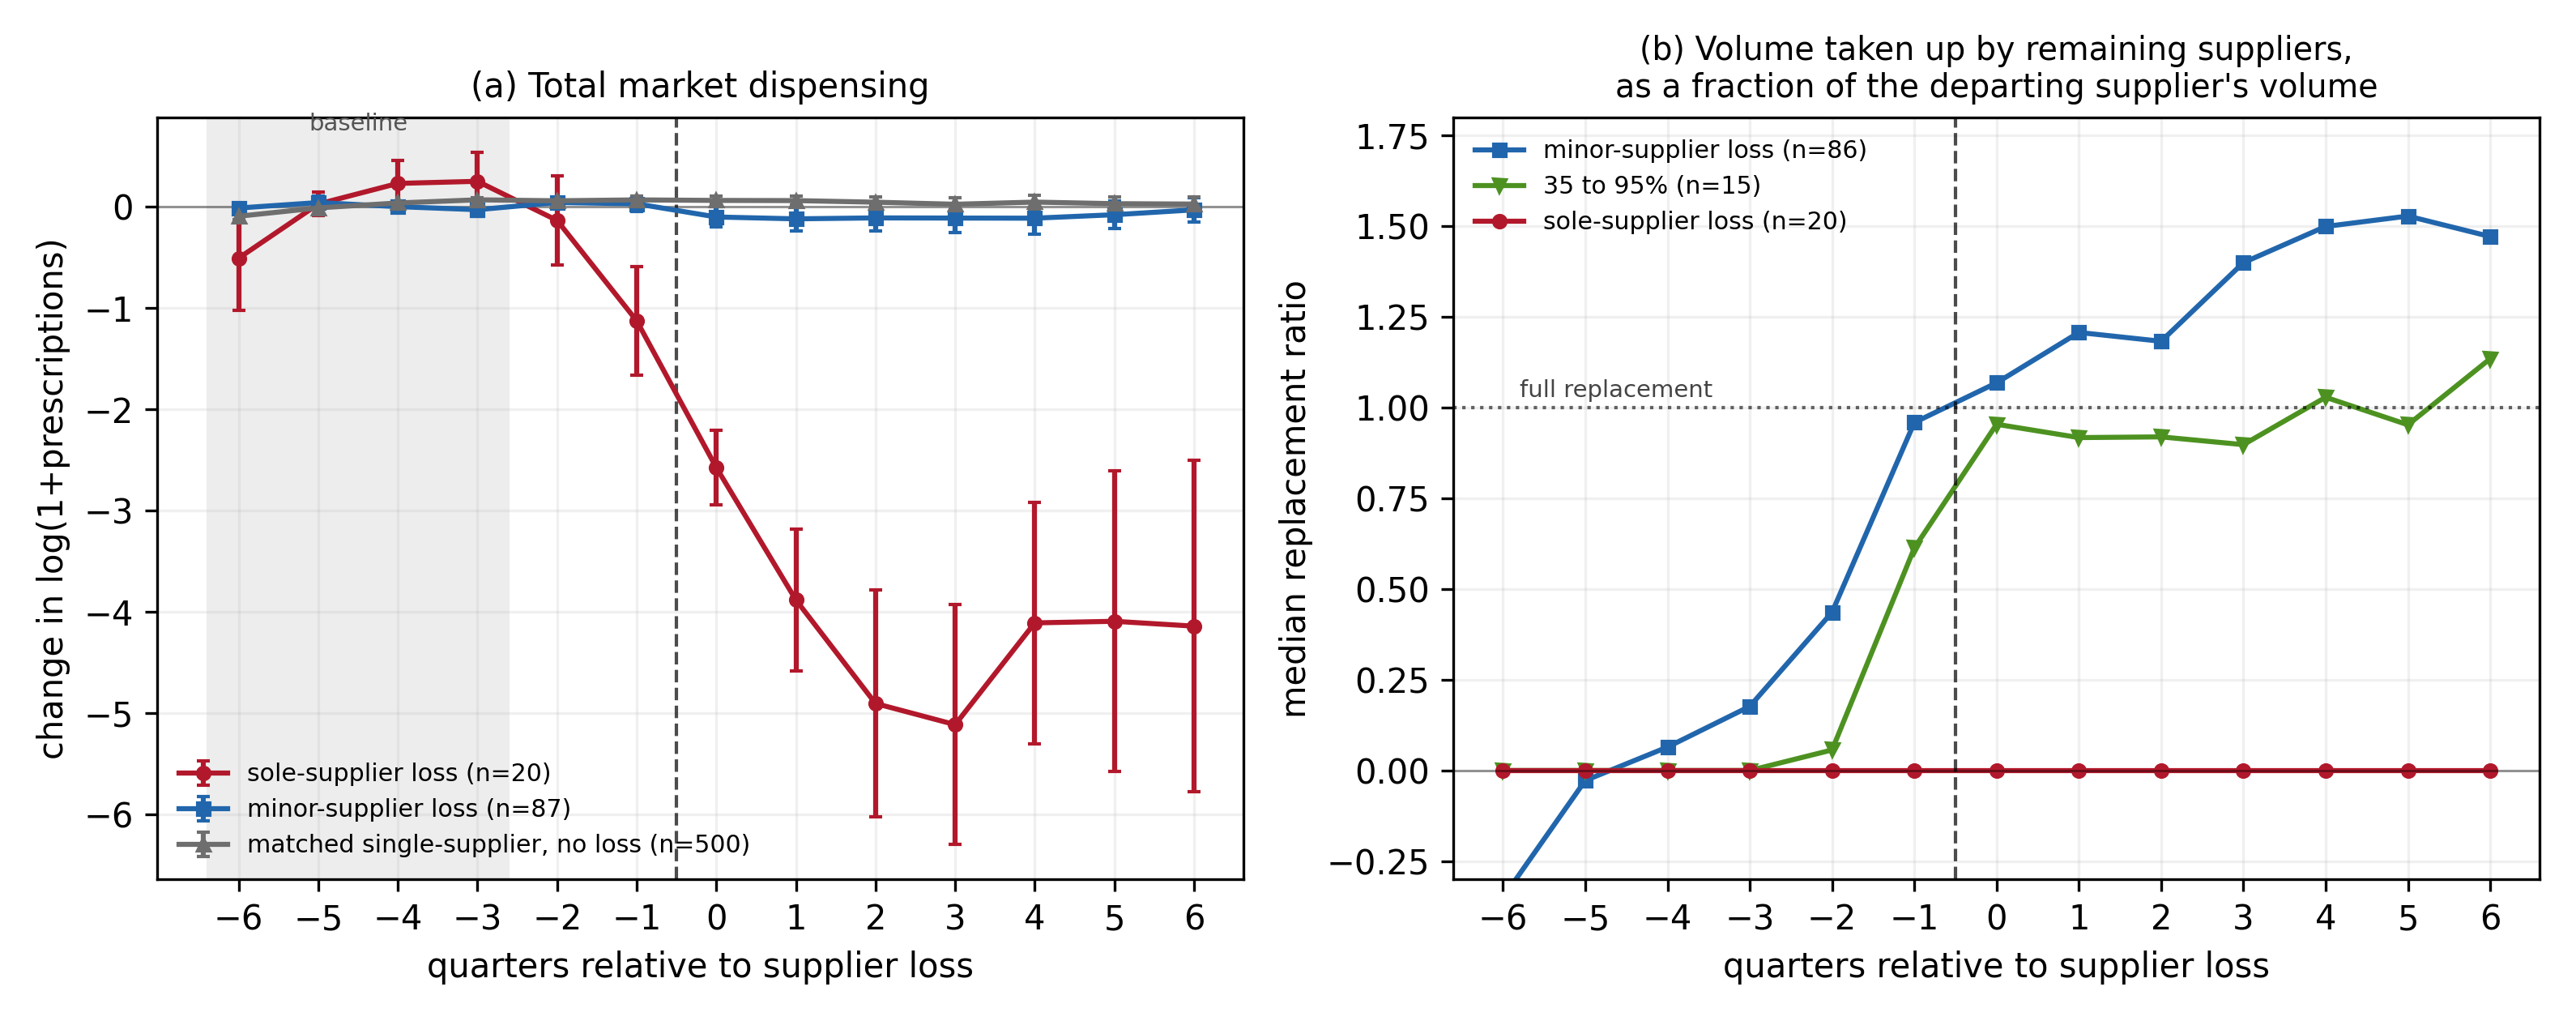 (a) Total market dispensing
baseline
change in log(1+prescriptions)
0
−1
−2
−3
−4
−5
−6
sole-supplier loss (n=20)
minor-supplier loss (n=87)
matched single-supplier, no loss (n=500)
−6 −5 −4 −3 −2 −1 0 1 2 3 4 5 6
quarters relative to supplier loss
(b) Volume taken up by remaining suppliers,
as a fraction of the departing supplier's volume
median replacement ratio
1.75
1.50
1.25
1.00
0.75
0.50
0.25
0.00
−0.25
minor-supplier loss (n=86)
35 to 95% (n=15)
sole-supplier loss (n=20)
full replacement
−6 −5 −4 −3 −2 −1 0 1 2 3 4 5 6
quarters relative to supplier loss